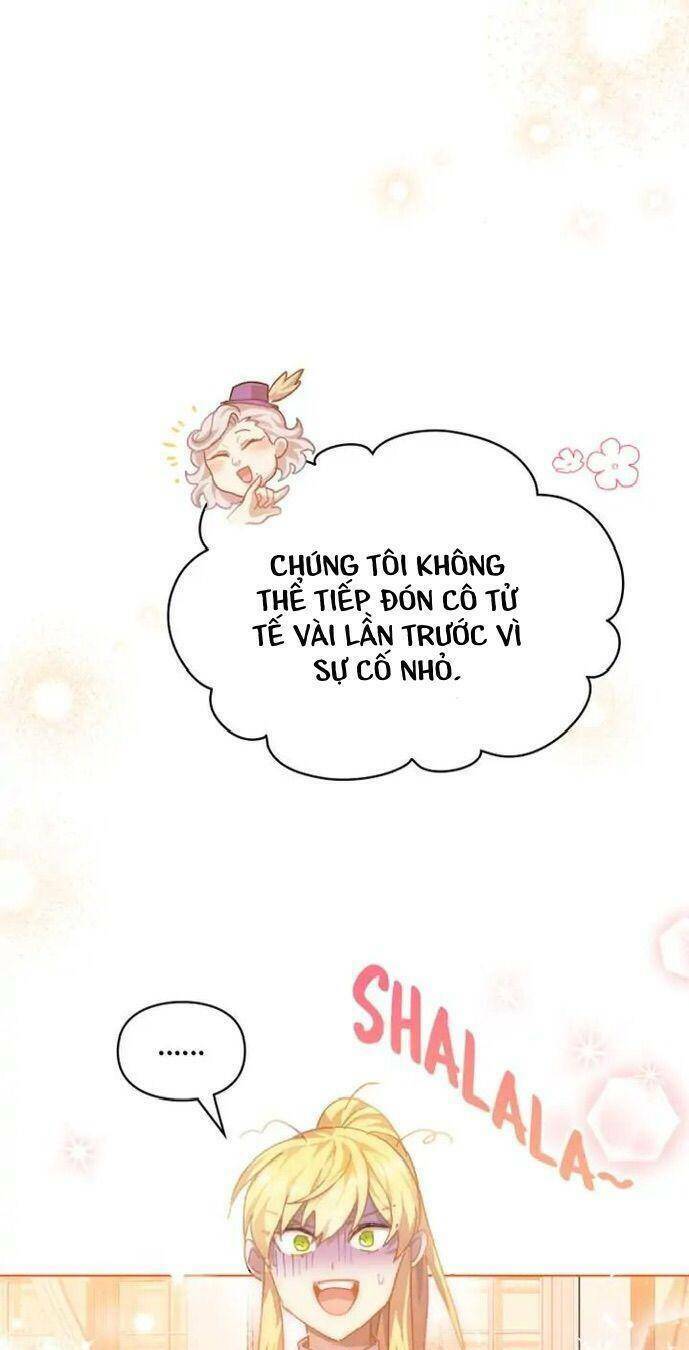 CHÚNG TÔI KHÔNG
THỂ TIẾP ĐÓN CÔ TỬ
TẾ VÀI LẦN TRƯỚC VÌ
SỰ CỐ NHỎ.
SHALALA~
......